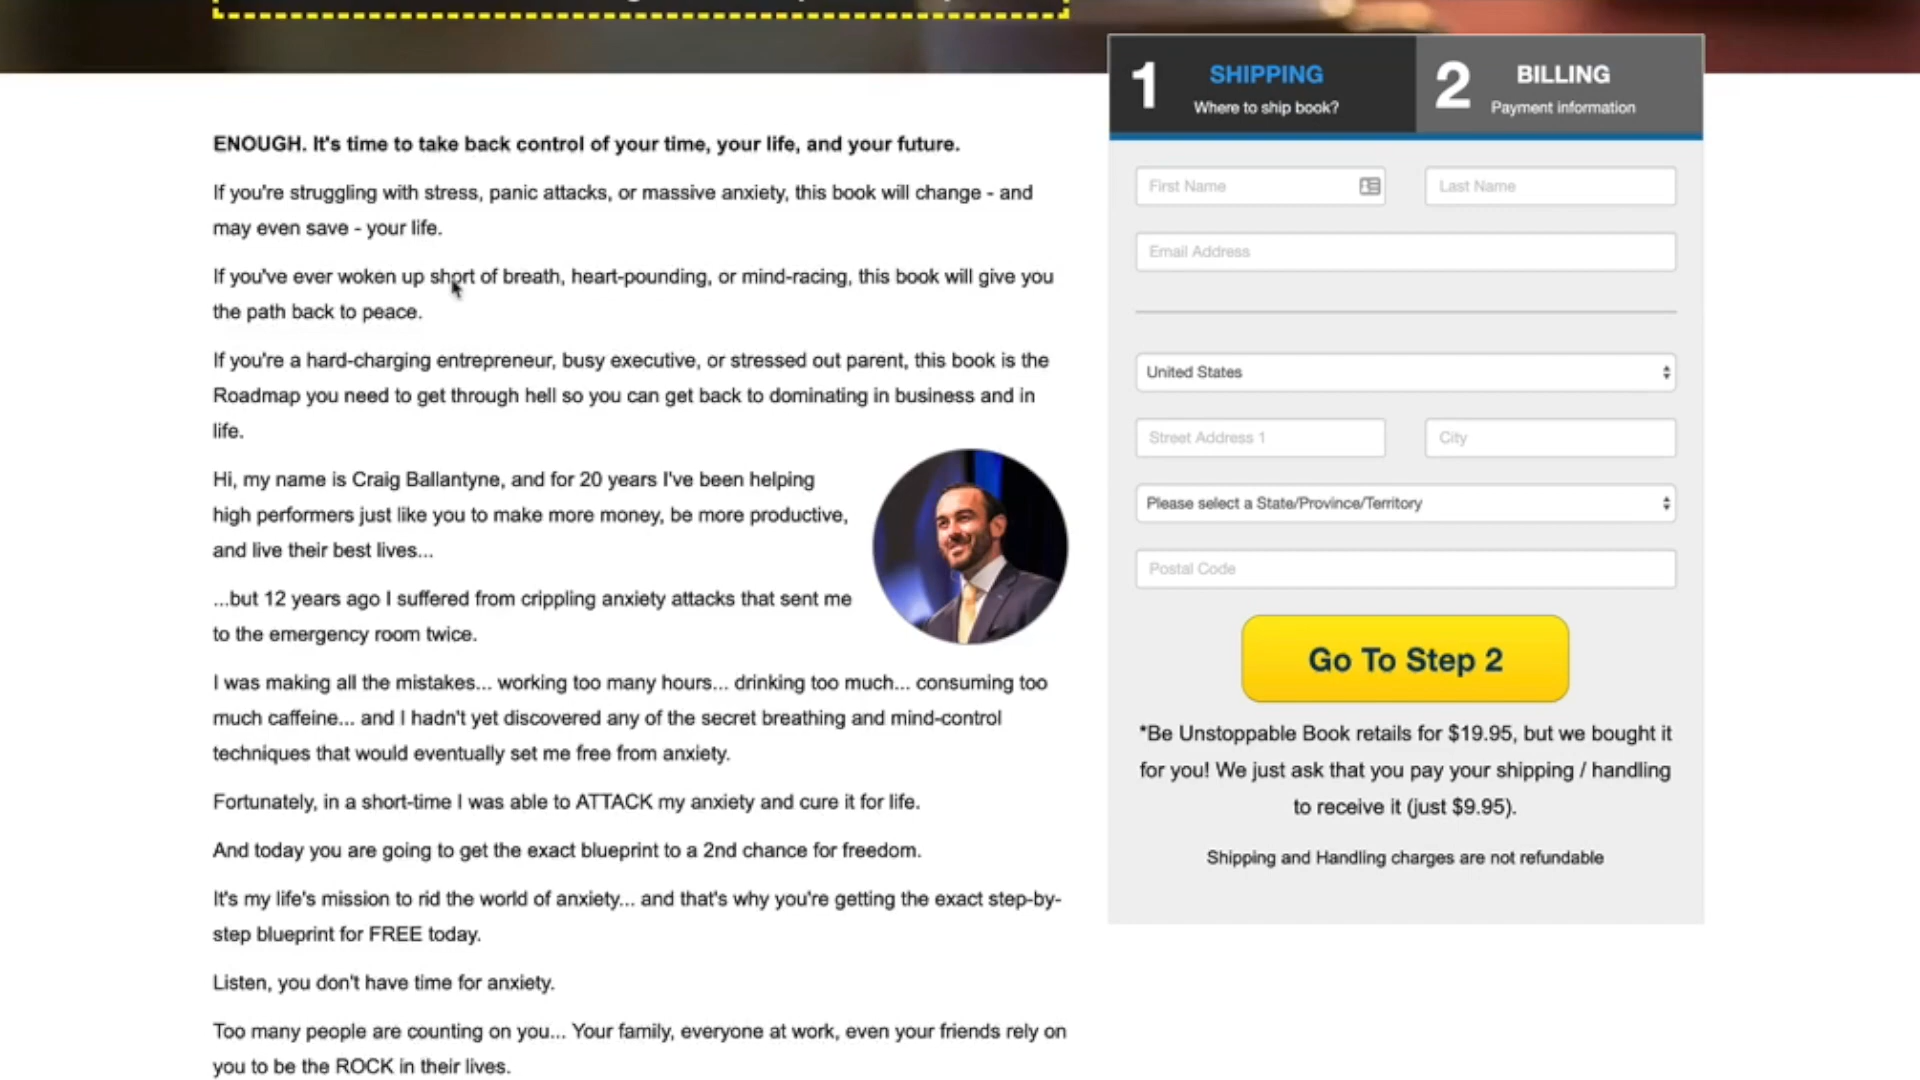 ENOUGH. It's time to take back control of your time, your life, and your future.
If you're struggling with stress, panic attacks, or massive anxiety, this book will change - and
may even save - your life.
If you've ever woken up short of breath, heart-pounding, or mind-racing, this book will give you
the path back to peace.
If you're a hard-charging entrepreneur, busy executive, or stressed out parent, this book is the
Roadmap you need to get through hell so you can get back to dominating in business and in
life.
Hi, my name is Craig Ballantyne, and for 20 years I've been helping
high performers just like you to make more money, be more productive,
and live their best lives...
...but 12 years ago I suffered from crippling anxiety attacks that sent me
to the emergency room twice.
I was making all the mistakes... working too many hours... drinking too much... consuming too
much caffeine... and I hadn't yet discovered any of the secret breathing and mind-control
techniques that would eventually set me free from anxiety.
Fortunately, in a short-time I was able to ATTACK my anxiety and cure it for life.
And today you are going to get the exact blueprint to a 2nd chance for freedom.
It's my life's mission to rid the world of anxiety... and that's why you're getting the exact step-by-
step blueprint for FREE today.
Listen, you don't have time for anxiety.
Too many people are counting on you... Your family, everyone at work, even your friends rely on
you to be the ROCK in their lives.
1 SHIPPING
Where to ship book?
2 BILLING
Payment information
First Name
Last Name
Email Address
United States
Street Address 1
City
Please select a State/Province/Territory
Postal Code
Go To Step 2
*Be Unstoppable Book retails for $19.95, but we bought it
for you! We just ask that you pay your shipping / handling
to receive it (just $9.95).
Shipping and Handling charges are not refundable